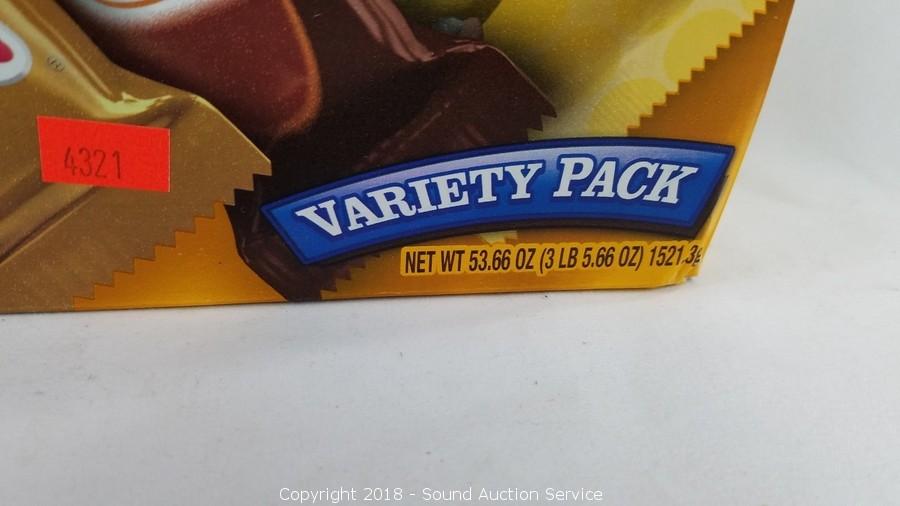 ®
4321
VARIETY PACK
NET WT 53.66 OZ (3 LB 5.66 OZ) 1521.3g
Copyright 2018 - Sound Auction Service